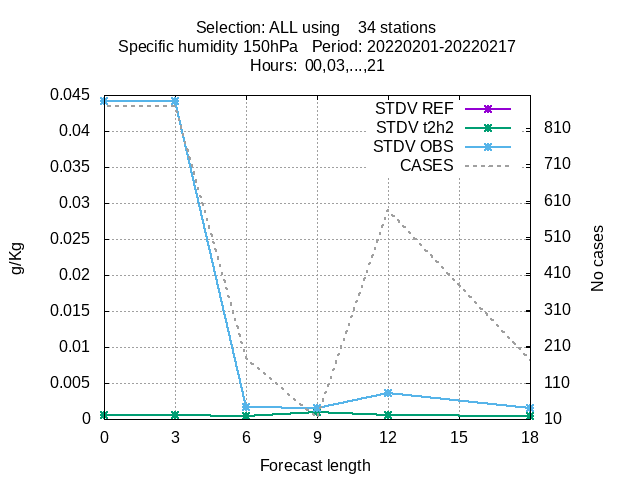 Selection: ALL using    34 stations
Specific humidity 150hPa   Period: 20220201-20220217
Hours:  00,03,...,21
STDV REF
STDV t2h2
STDV OBS
CASES
0.045
0.04
0.035
0.03
0.025
0.02
0.015
0.01
0.005
0
g/Kg
810
710
610
510
410
310
210
110
10
No cases
0 3 6 9 12 15 18
Forecast length